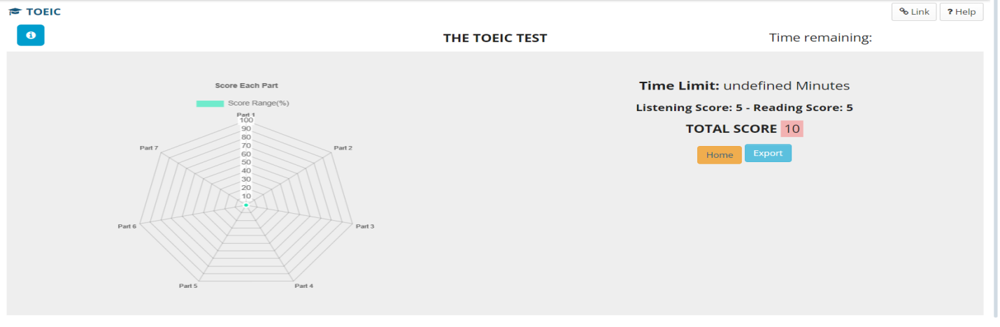 TOEIC
Link
? Help
THE TOEIC TEST
Time remaining:
Score Each Part
Score Range(%)
Part 1
100
90
80
70
60
50
40
30
20
10
Part 7
Part 2
Part 6
Part 3
Part 5
Part 4
Time Limit: undefined Minutes
Listening Score: 5 - Reading Score: 5
TOTAL SCORE 10
Home
Export